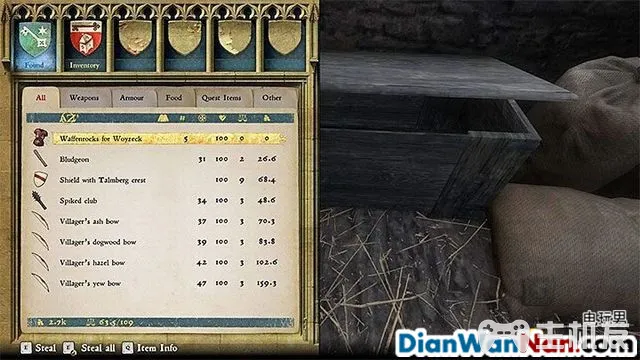 Found Inventory
All Weapons Armour Food Quest Items Other
Waffenrocks for Woyzeck 5 100 0 0
Bludgeon 31 100 2 26.6
Shield with Talmberg crest 100 9 68.4
Spiked club 34 100 3 48.6
Villager's ash bow 37 100 3 70.3
Villager's dogwood bow 39 100 3 83.8
Villager's hazel bow 42 100 3 102.6
Villager's yew bow 47 100 3 159.3
2.7k 63.5/109
E Steal Steal all Q Item Info
电玩男
DianWanNan.com